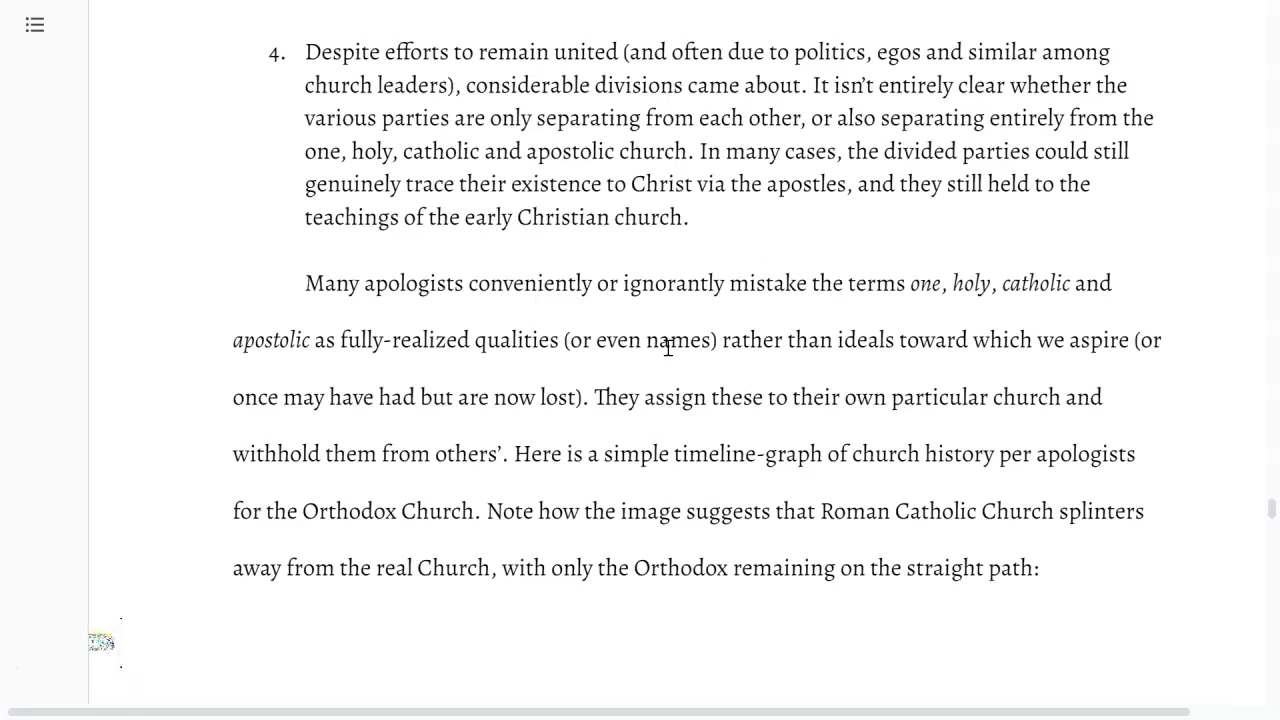 4. Despite efforts to remain united (and often due to politics, egos and similar among
church leaders), considerable divisions came about. It isn’t entirely clear whether the
various parties are only separating from each other, or also separating entirely from the
one, holy, catholic and apostolic church. In many cases, the divided parties could still
genuinely trace their existence to Christ via the apostles, and they still held to the
teachings of the early Christian church.
Many apologists conveniently or ignorantly mistake the terms one, holy, catholic and
apostolic as fully-realized qualities (or even names) rather than ideals toward which we aspire (or
once may have had but are now lost). They assign these to their own particular church and
withhold them from others’. Here is a simple timeline-graph of church history per apologists
for the Orthodox Church. Note how the image suggests that Roman Catholic Church splinters
away from the real Church, with only the Orthodox remaining on the straight path: